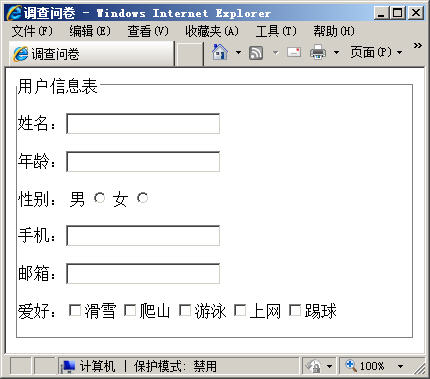 调查问卷 - Windows Internet Explorer
文件(F) 编辑(E) 查看(V) 收藏夹(A) 工具(T) 帮助(H)
调查问卷 页面(P) »
用户信息表
姓名：
年龄：
性别： 男 女
手机：
邮箱：
爱好： 滑雪 爬山 游泳 上网 踢球
计算机 | 保护模式: 禁用 100%